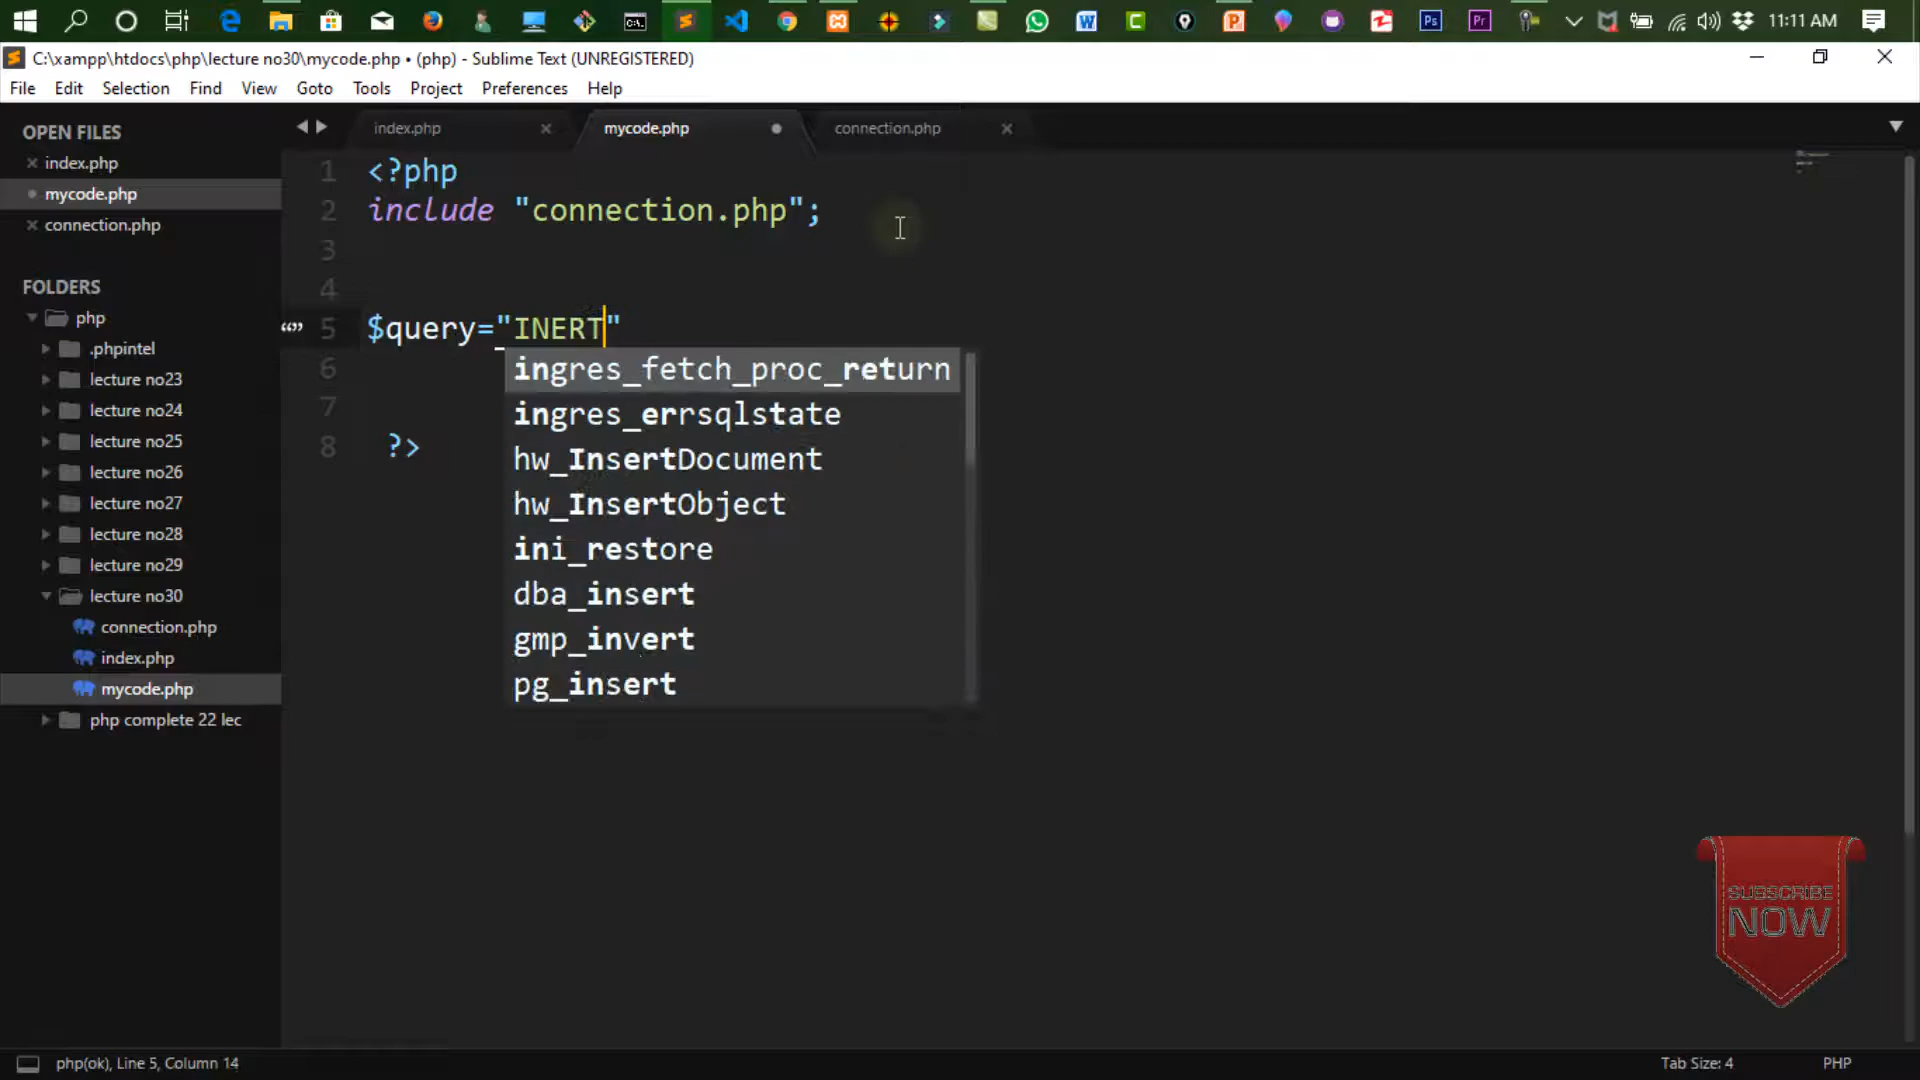 11:11 AM
C:\xampp\htdocs\php\lecture no30\mycode.php • (php) - Sublime Text (UNREGISTERED)
File Edit Selection Find View Goto Tools Project Preferences Help
OPEN FILES
index.php
mycode.php
connection.php
FOLDERS
php
.phpintel
lecture no23
lecture no24
lecture no25
lecture no26
lecture no27
lecture no28
lecture no29
lecture no30
connection.php
index.php
mycode.php
php complete 22 lec
index.php mycode.php connection.php
1 <?php
2 include "connection.php";
3
4
5 $query="INERT"
6
7
8 ?>
ingres_fetch_proc_return
ingres_errsqlstate
hw_InsertDocument
hw_InsertObject
ini_restore
dba_insert
gmp_invert
pg_insert
SUBSCRIBE
NOW
php(ok), Line 5, Column 14
Tab Size: 4 PHP